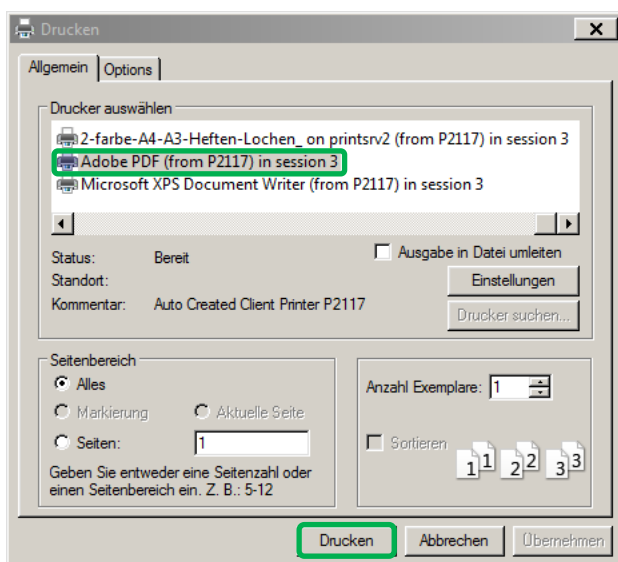 Drucken
Allgemein Options
Drucker auswählen
2-farbe-A4-A3-Heften-Lochen_ on printsrv2 (from P2117) in session 3
Adobe PDF (from P2117) in session 3
Microsoft XPS Document Writer (from P2117) in session 3
Status: Bereit
Ausgabe in Datei umleiten
Standort:
Einstellungen
Kommentar: Auto Created Client Printer P2117
Drucker suchen...
Seitenbereich
Alles
Markierung Aktuelle Seite
Seiten: 1
Geben Sie entweder eine Seitenzahl oder
einen Seitenbereich ein. Z. B.: 5-12
Anzahl Exemplare: 1
Sortieren
1 1 2 2 3 3
Drucken Abbrechen Übernehmen